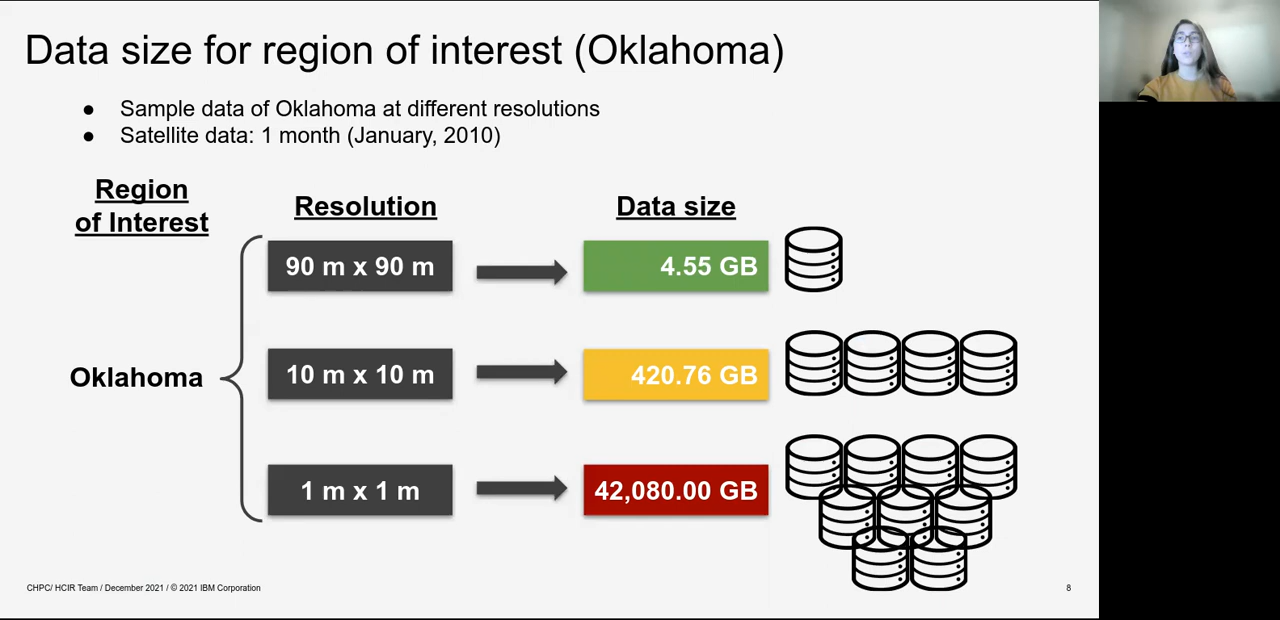 Data size for region of interest (Oklahoma)
● Sample data of Oklahoma at different resolutions
● Satellite data: 1 month (January, 2010)
Region
of Interest
Resolution
Data size
90 m x 90 m
4.55 GB
Oklahoma
10 m x 10 m
420.76 GB
1 m x 1 m
42,080.00 GB
CHPC/ HCIR Team / December 2021 / © 2021 IBM Corporation
8